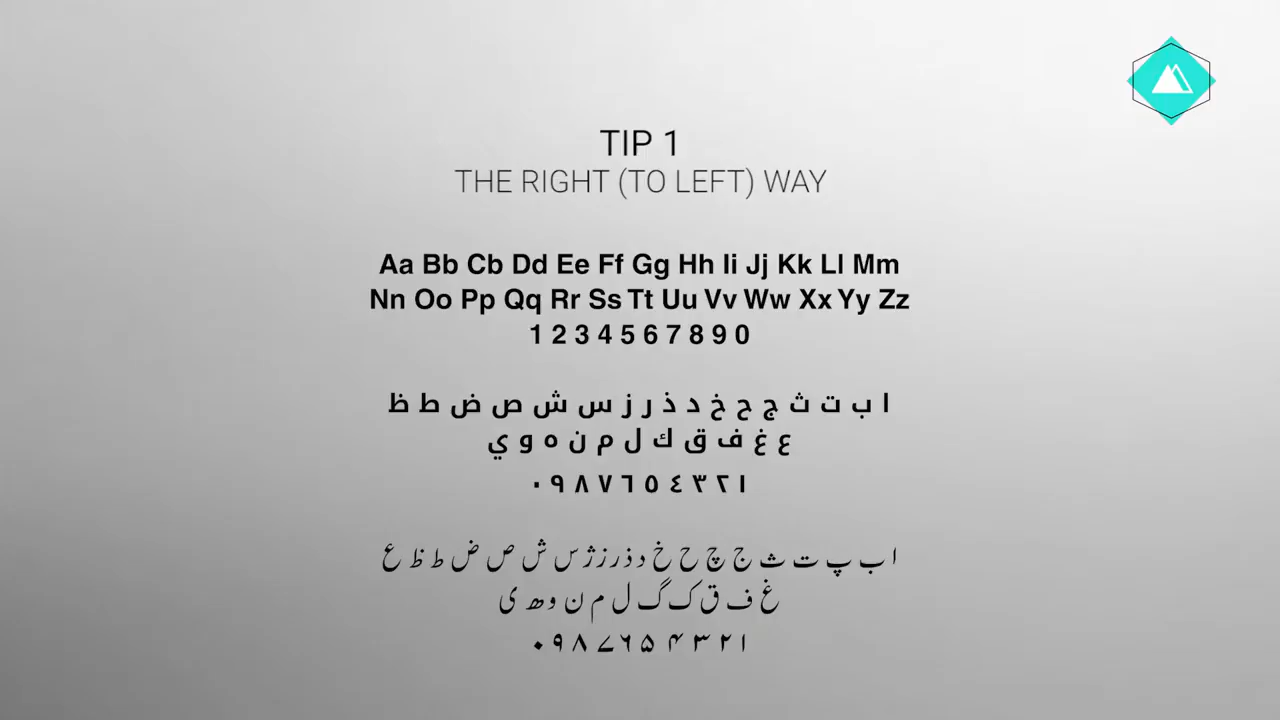 TIP 1
THE RIGHT (TO LEFT) WAY
Aa Bb Cb Dd Ee Ff Gg Hh Ii Jj Kk Ll Mm
Nn Oo Pp Qq Rr Ss Tt Uu Vv Ww Xx Yy Zz
1 2 3 4 5 6 7 8 9 0
ا ب ت ث ج ح خ د ذ ر ز س ش ص ض ط ظ
ع غ ف ق ك ل م ن ه و ي
٠ ٩ ٨ ٧ ٦ ٥ ٤ ٣ ٢ ١
ا ب پ ت ث ج چ ح خ د ذ ر ز ژ س ش ص ض ط ظ ع
غ ف ق ک گ ل م ن و ھ ی
۰ ۹ ۸ ۷ ۶ ۵ ۴ ۳ ۲ ۱